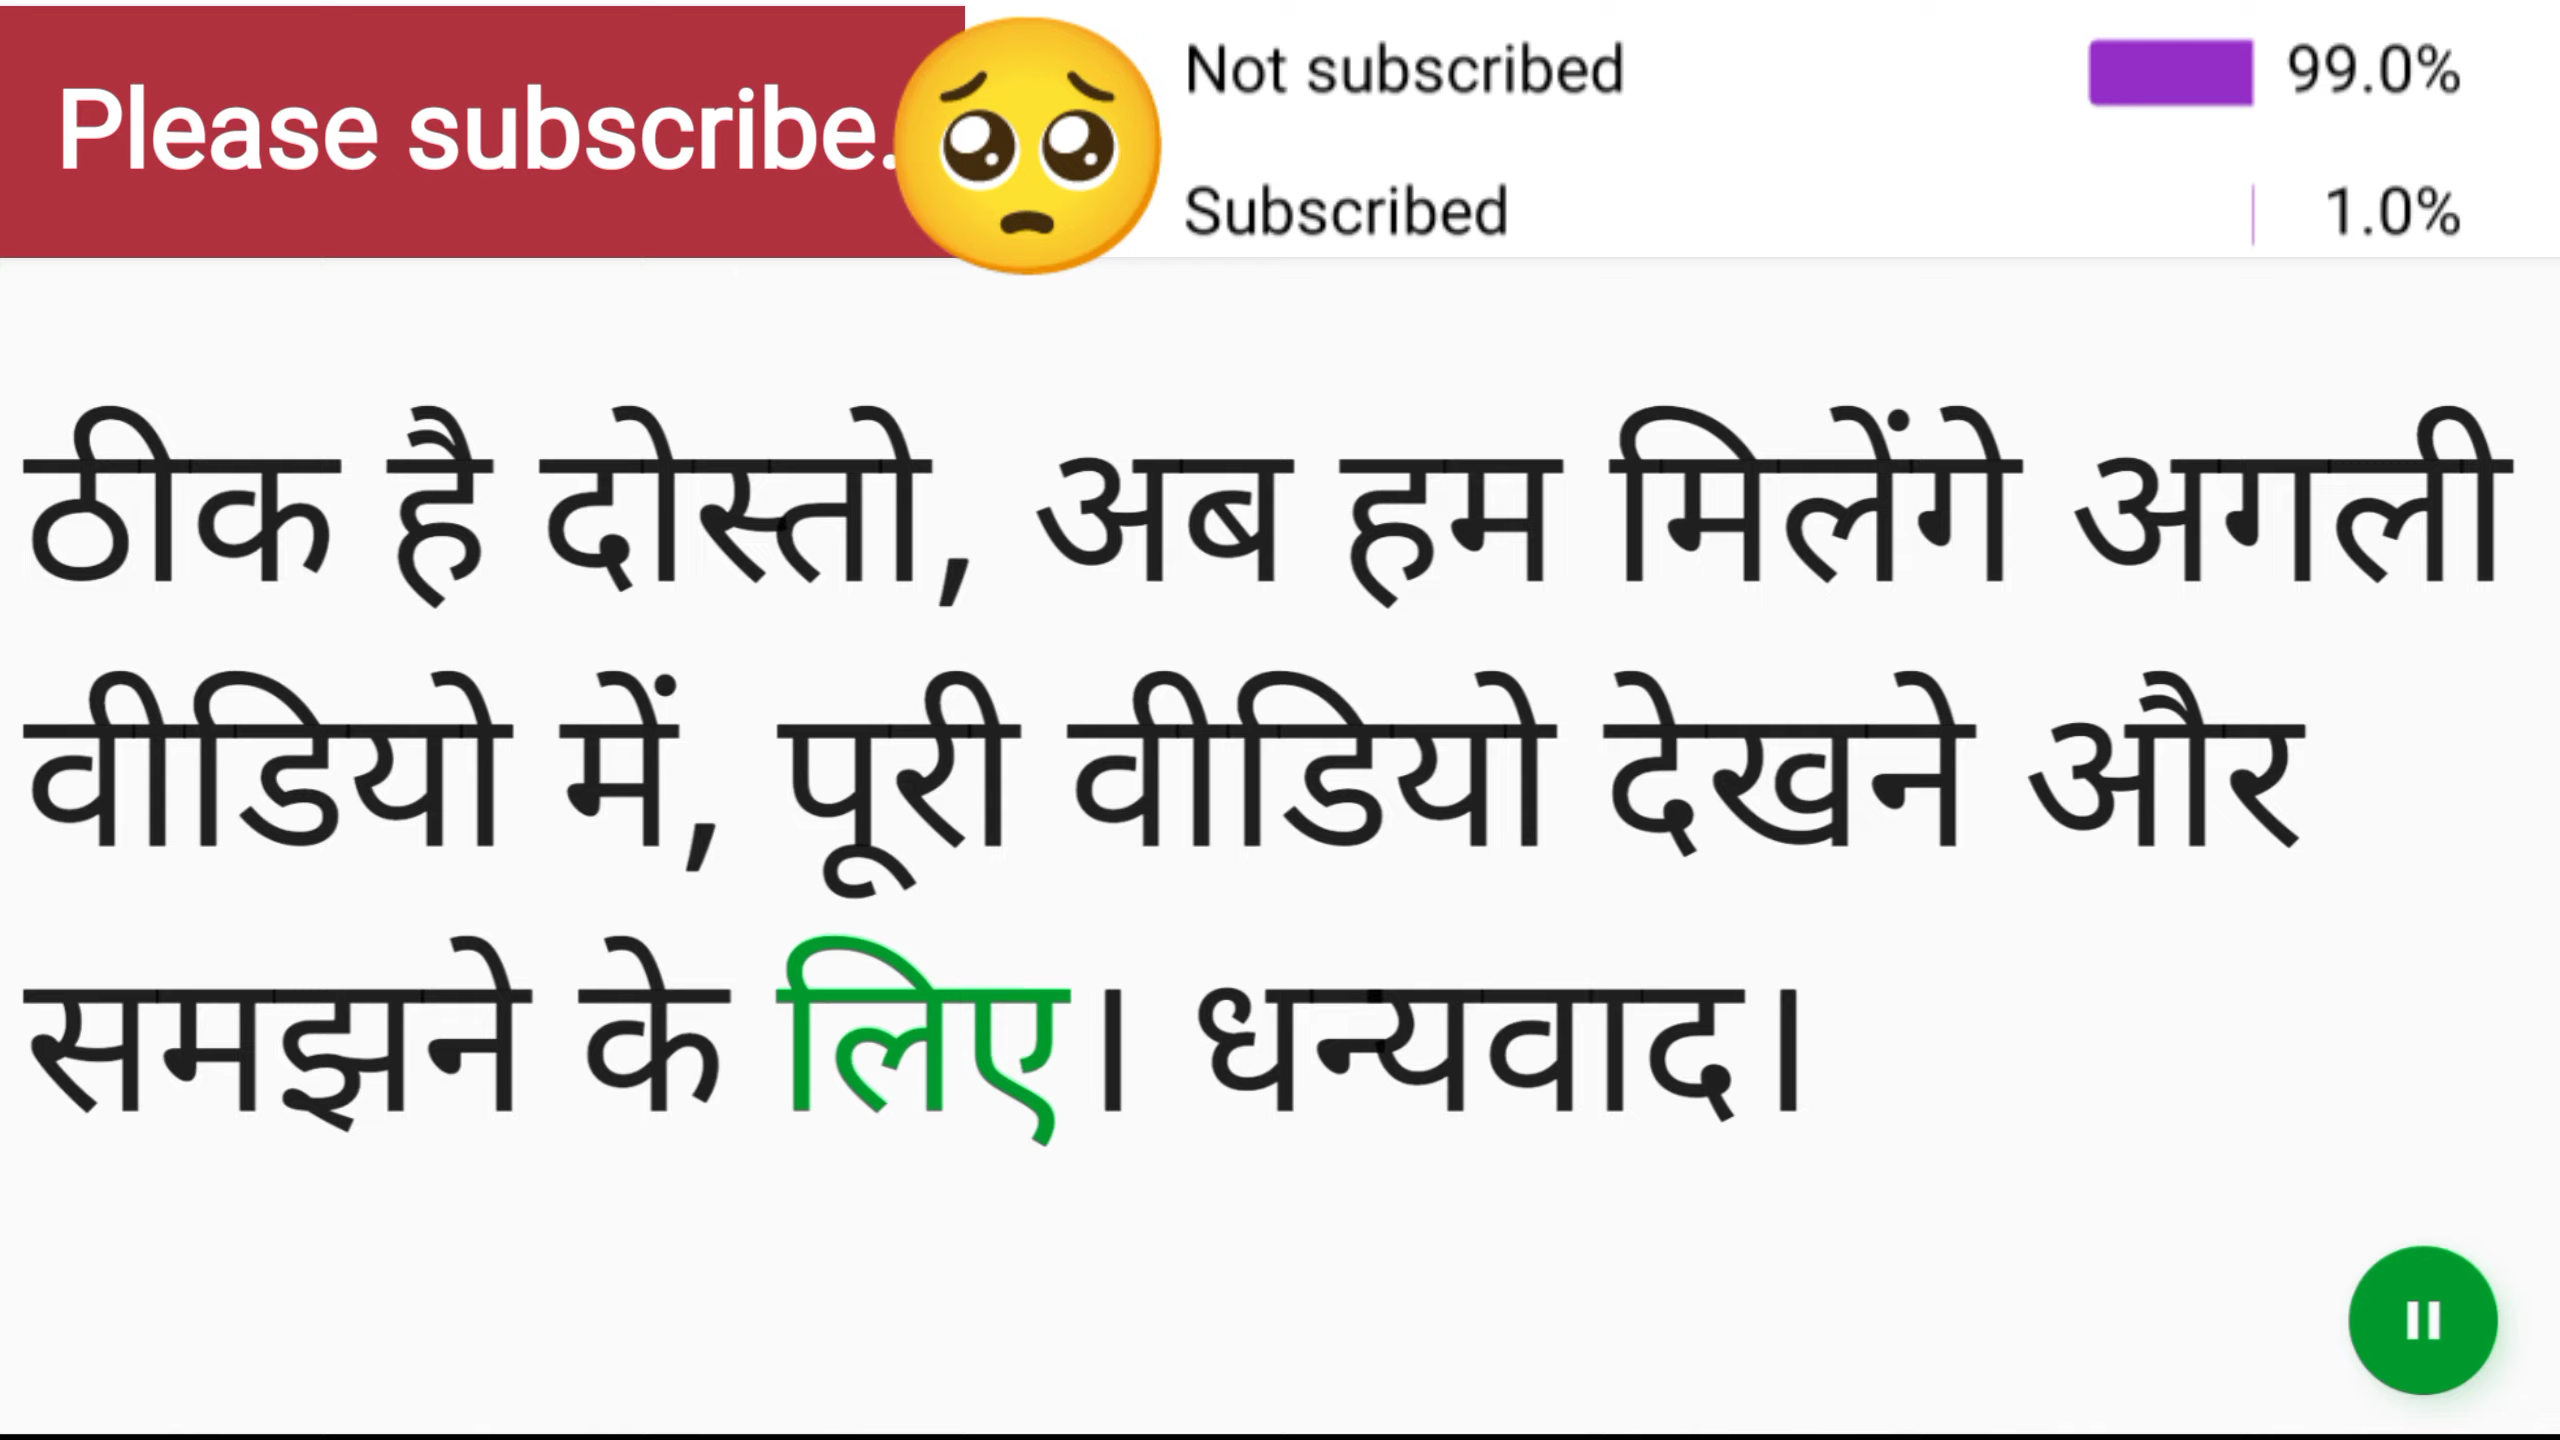 Please subscribe.
Not subscribed 99.0%
Subscribed 1.0%
ठीक है दोस्तो, अब हम मिलेंगे अगली
वीडियो में, पूरी वीडियो देखने और
समझने के लिए। धन्यवाद।